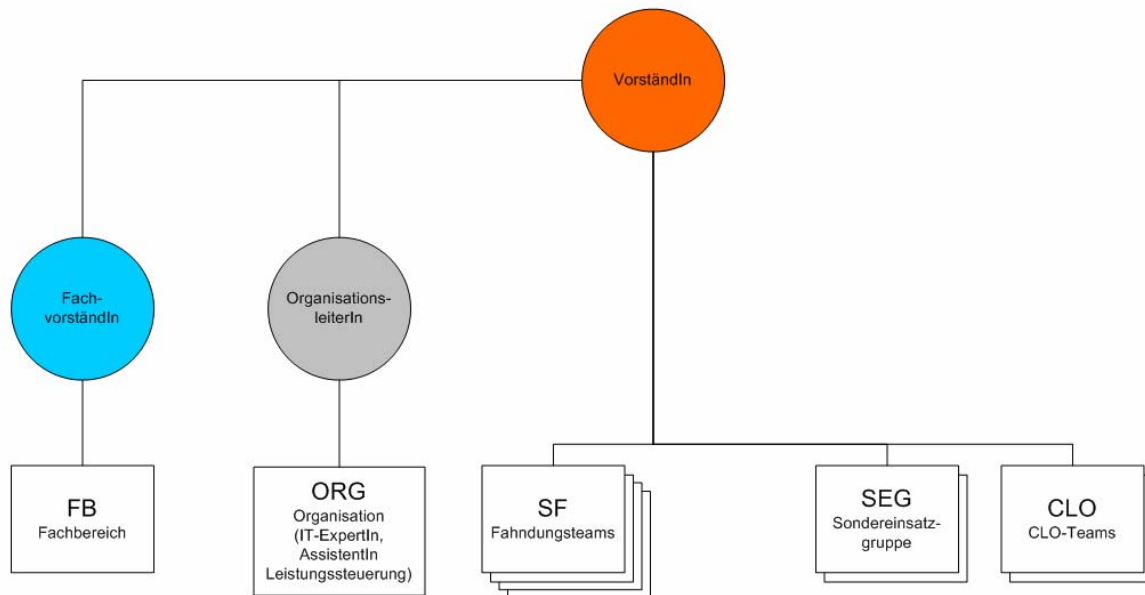 VorständIn
Fach-
vorständIn
Organisations-
leiterIn
FB
Fachbereich
ORG
Organisation
(IT-ExpertIn,
AssistentIn
Leistungssteuerung)
SF
Fahndungsteams
SEG
Sondereinsatz-
gruppe
CLO
CLO-Teams